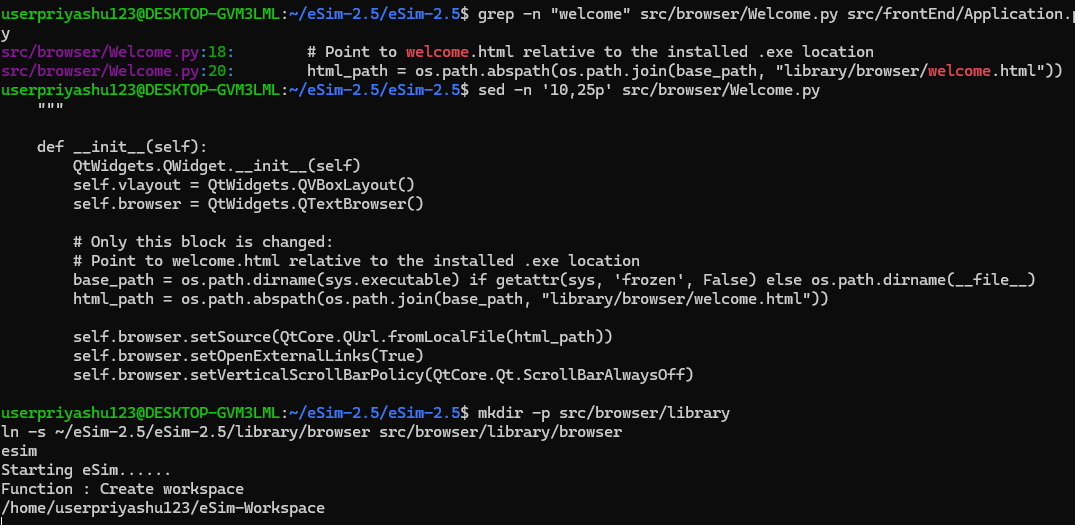 userpriyashu123@DESKTOP-GVM3LML:~/eSim-2.5/eSim-2.5$ grep -n "welcome" src/browser/Welcome.py src/frontEnd/Application.p
y
src/browser/Welcome.py:18:        # Point to welcome.html relative to the installed .exe location
src/browser/Welcome.py:20:        html_path = os.path.abspath(os.path.join(base_path, "library/browser/welcome.html"))
userpriyashu123@DESKTOP-GVM3LML:~/eSim-2.5/eSim-2.5$ sed -n '10,25p' src/browser/Welcome.py
    """
    def __init__(self):
        QtWidgets.QWidget.__init__(self)
        self.vlayout = QtWidgets.QVBoxLayout()
        self.browser = QtWidgets.QTextBrowser()
        # Only this block is changed:
        # Point to welcome.html relative to the installed .exe location
        base_path = os.path.dirname(sys.executable) if getattr(sys, 'frozen', False) else os.path.dirname(__file__)
        html_path = os.path.abspath(os.path.join(base_path, "library/browser/welcome.html"))
        self.browser.setSource(QtCore.QUrl.fromLocalFile(html_path))
        self.browser.setOpenExternalLinks(True)
        self.browser.setVerticalScrollBarPolicy(QtCore.Qt.ScrollBarAlwaysOff)
userpriyashu123@DESKTOP-GVM3LML:~/eSim-2.5/eSim-2.5$ mkdir -p src/browser/library
ln -s ~/eSim-2.5/eSim-2.5/library/browser src/browser/library/browser
esim
Starting eSim......
Function : Create workspace
/home/userpriyashu123/eSim-Workspace